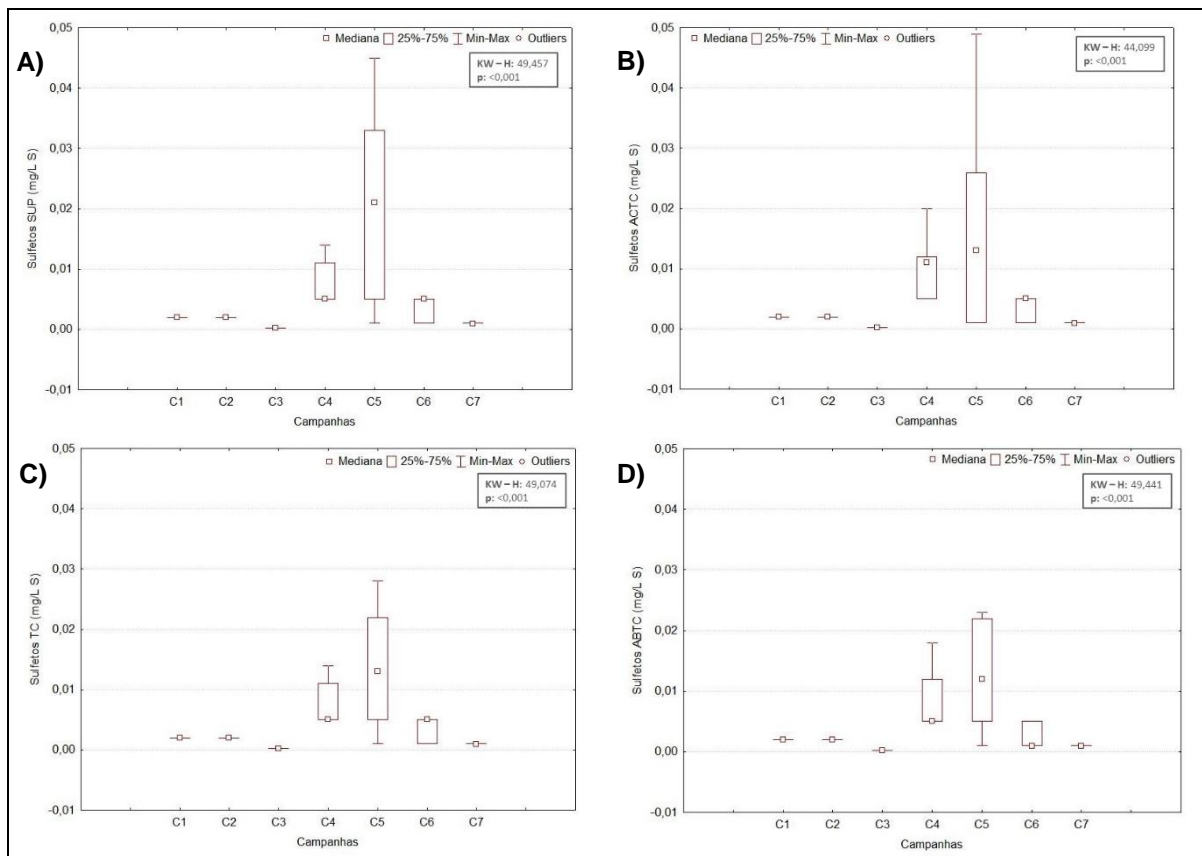 A)
0,05
0,04
0,03
0,02
0,01
0,00
-0,01
Sulfetos SUP (mg/L S)
Mediana 25%-75% Min-Max Outliers
KW – H: 49,457
p: <0,001
C1 C2 C3 C4 C5 C6 C7
Campanhas
B)
0,05
0,04
0,03
0,02
0,01
0,00
-0,01
Sulfetos ACTC (mg/L S)
Mediana 25%-75% Min-Max Outliers
KW – H: 44,099
p: <0,001
C1 C2 C3 C4 C5 C6 C7
Campanhas
C)
0,05
0,04
0,03
0,02
0,01
0,00
-0,01
Sulfetos TC (mg/L S)
Mediana 25%-75% Min-Max Outliers
KW – H: 49,074
p: <0,001
C1 C2 C3 C4 C5 C6 C7
Campanhas
D)
0,05
0,04
0,03
0,02
0,01
0,00
-0,01
Sulfetos ABTC (mg/L S)
Mediana 25%-75% Min-Max Outliers
KW – H: 49,441
p: <0,001
C1 C2 C3 C4 C5 C6 C7
Campanhas